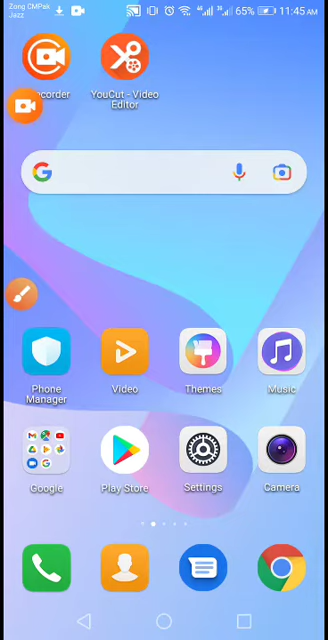 Zong CMPak
Jazz
65%
11:45 AM
corder
YouCut - Video
Editor
Phone
Manager
Video
Themes
Music
Google
Play Store
Settings
Camera